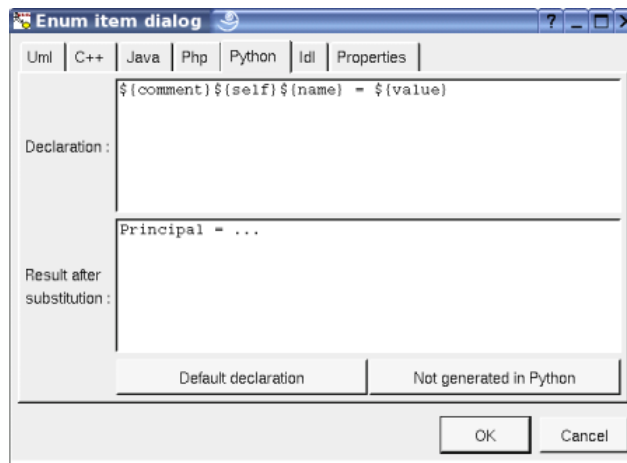 Enum item dialog
Uml C++ Java Php Python Idl Properties
${comment}${self}${name} = ${value}
Declaration :
Principal = ...
Result after
substitution :
Default declaration Not generated in Python
OK Cancel